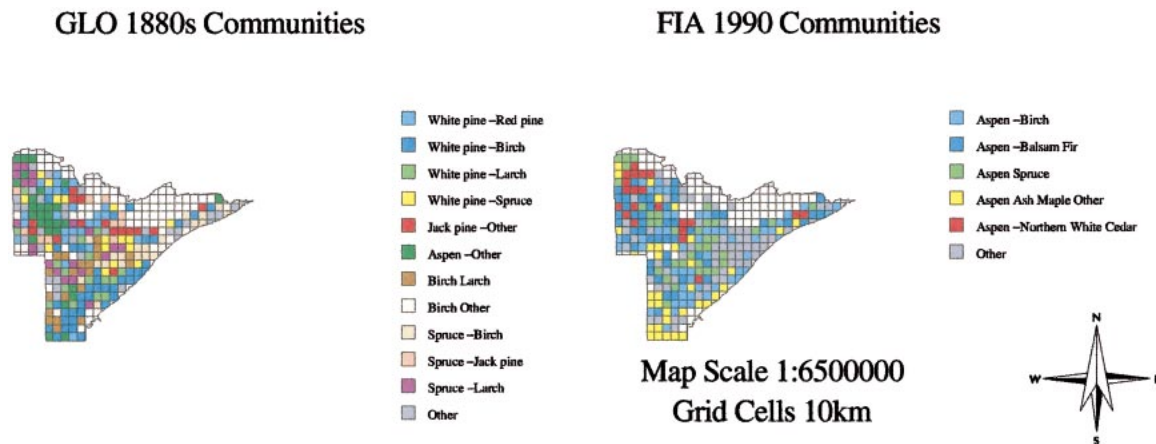 GLO 1880s Communities
White pine –Red pine
White pine –Birch
White pine –Larch
White pine –Spruce
Jack pine –Other
Aspen –Other
Birch Larch
Birch Other
Spruce –Birch
Spruce –Jack pine
Spruce –Larch
Other
FIA 1990 Communities
Aspen –Birch
Aspen –Balsam Fir
Aspen Spruce
Aspen Ash Maple Other
Aspen –Northern White Cedar
Other
Map Scale 1:6500000
Grid Cells 10km
N
W
S